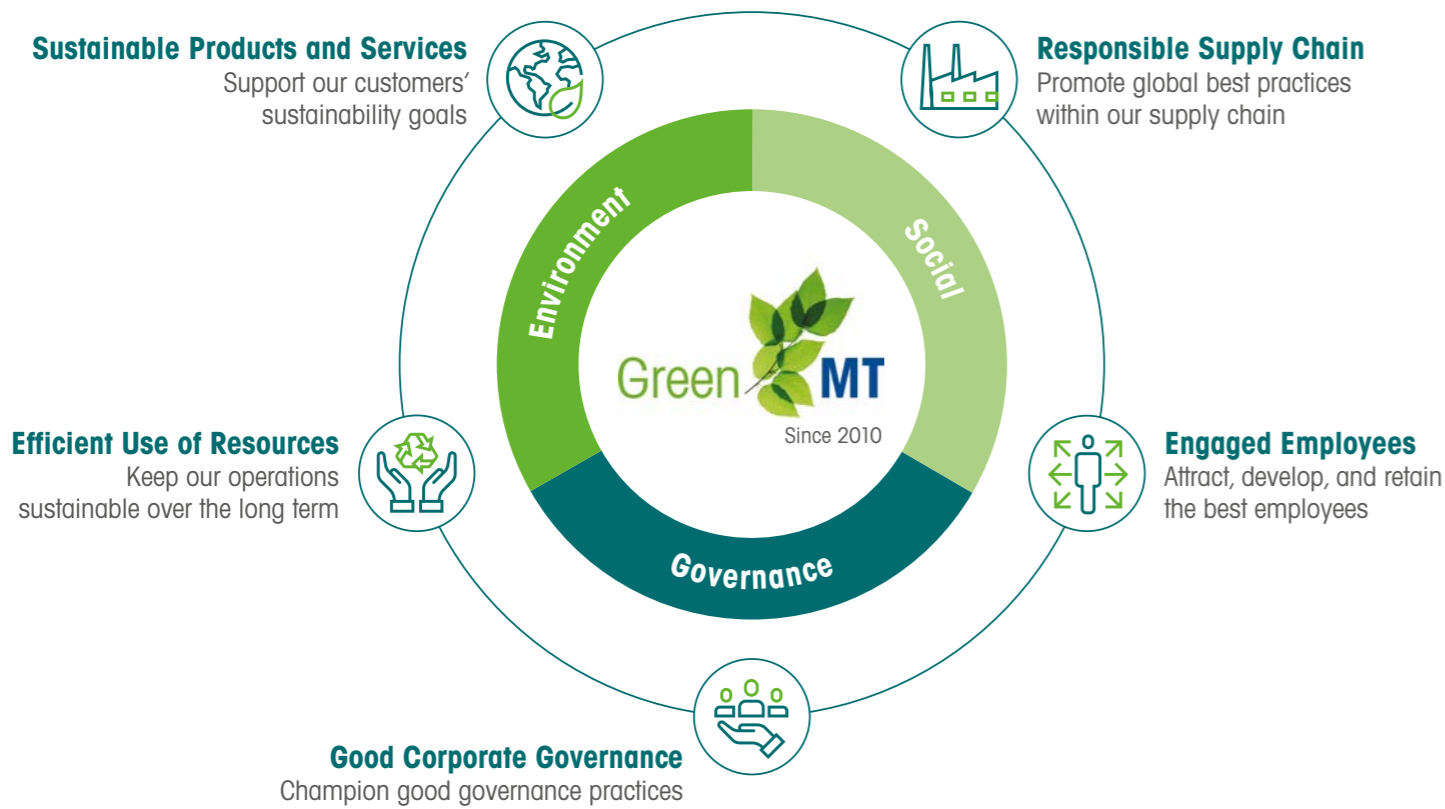 Sustainable Products and Services
Support our customers’
sustainability goals
Responsible Supply Chain
Promote global best practices
within our supply chain
Environment
Social
Green MT
Since 2010
Efficient Use of Resources
Keep our operations
sustainable over the long term
Engaged Employees
Attract, develop, and retain
the best employees
Governance
Good Corporate Governance
Champion good governance practices